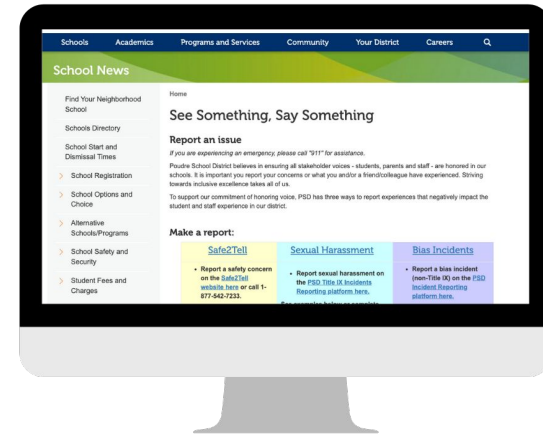 Schools Academics Programs and Services Community Your District Careers
School News
Find Your Neighborhood
School
Schools Directory
School Start and
Dismissal Times
School Registration
School Options and
Choice
Alternative
Schools/Programs
School Safety and
Security
Student Fees and
Charges
Home
See Something, Say Something
Report an issue
If you are experiencing an emergency, please call "911" for assistance.
Poudre School District believes in ensuring all stakeholder voices - students, parents and staff - are honored in our
schools. It is important you report your concerns or what you and/or a friend/colleague have experienced. Striving
towards inclusive excellence takes all of us.
To support our commitment of honoring voice, PSD has three ways to report experiences that negatively impact the
student and staff experience in our district.
Make a report:
Safe2Tell
• Report a safety concern
on the Safe2Tell
website here or call 1-
877-542-7233.
Sexual Harassment
• Report sexual harassment on
the PSD Title IX Incidents
Reporting platform here.
Bias Incidents
• Report a bias incident
(non-Title IX) on the PSD
Incident Reporting
platform here.